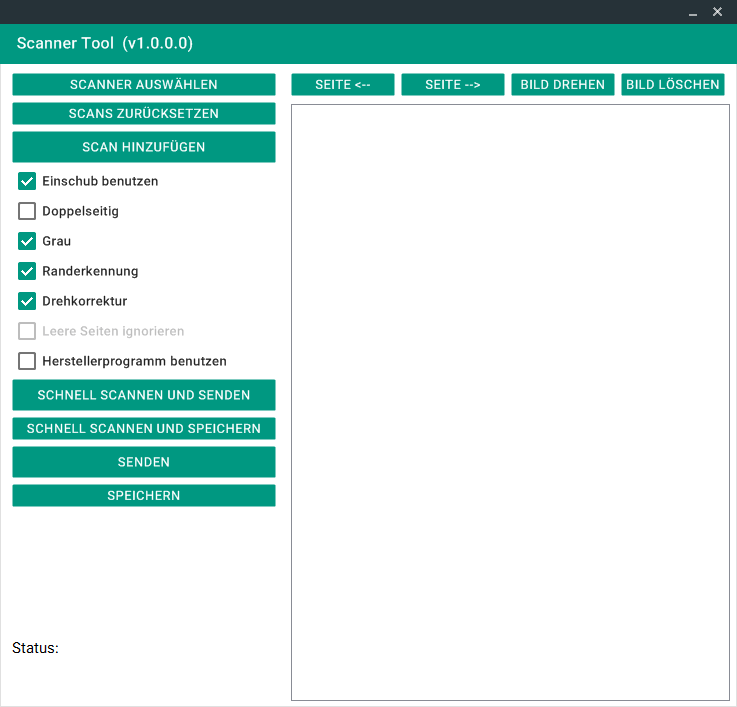 Scanner Tool (v1.0.0.0)
SCANNER AUSWÄHLEN
SCANS ZURÜCKSETZEN
SCAN HINZUFÜGEN
Einschub benutzen
Doppelseitig
Grau
Randerkennung
Drehkorrektur
Leere Seiten ignorieren
Herstellerprogramm benutzen
SCHNELL SCANNEN UND SENDEN
SCHNELL SCANNEN UND SPEICHERN
SENDEN
SPEICHERN
Status:
SEITE <--
SEITE -->
BILD DREHEN
BILD LÖSCHEN